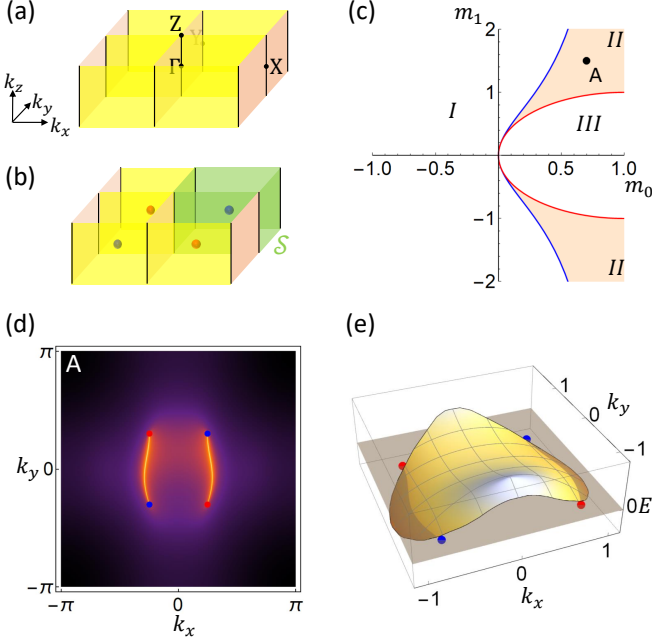 (a)
Z
Y
Γ
X
k_z
k_y
k_x
(b)
S
(c)
m_1
2
II
A
1
I
III
-1.0
-0.5
0.5
1.0
m_0
-1
II
-2
(d)
A
π
k_y
0
-π
-π
0
π
k_x
(e)
1
0
k_y
-1
0
E
-1
0
1
k_x